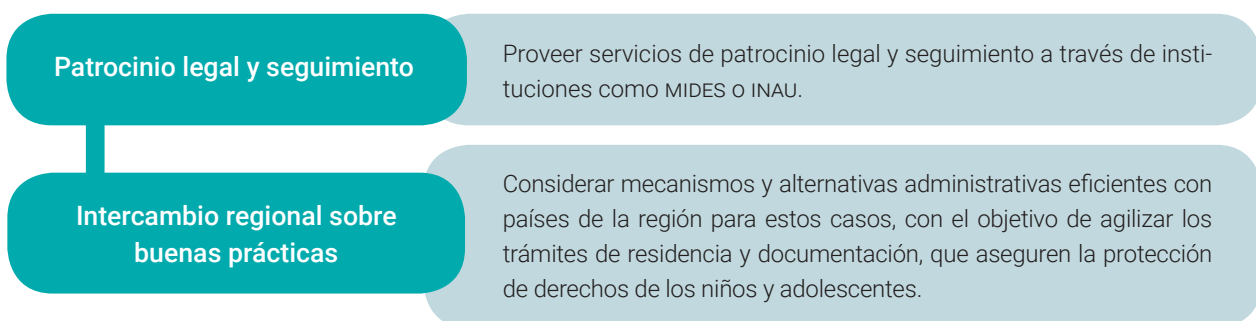 Patrocinio legal y seguimiento
Proveer servicios de patrocinio legal y seguimiento a través de insti-
tuciones como MIDES o INAU.
Intercambio regional sobre
buenas prácticas
Considerar mecanismos y alternativas administrativas eficientes con
países de la región para estos casos, con el objetivo de agilizar los
trámites de residencia y documentación, que aseguren la protección
de derechos de los niños y adolescentes.